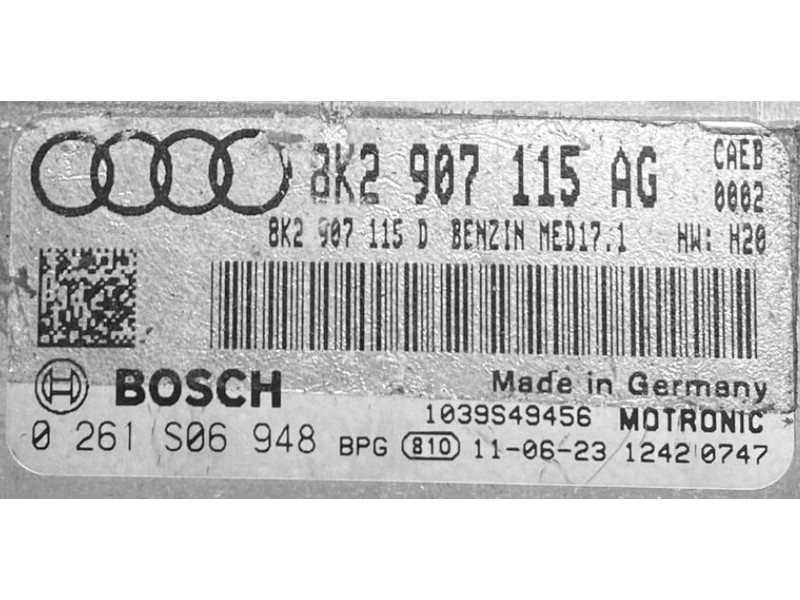 8K2 907 115 AG CAEB
0002
8K2 907 115 D BENZIN MED17.1 HW: H20
BOSCH Made in Germany
1039S49456 MOTRONIC
0 261 S06 948 BPG 810 11-06-23 1242 0747